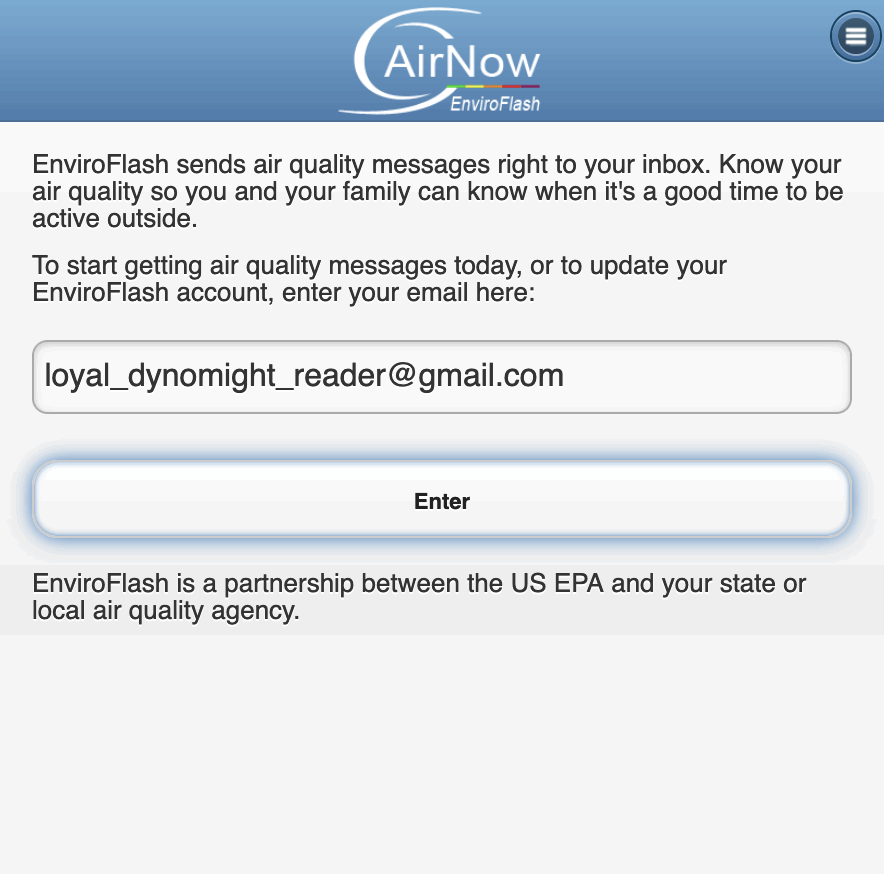 AirNow
EnviroFlash
EnviroFlash sends air quality messages right to your inbox. Know your
air quality so you and your family can know when it's a good time to be
active outside.
To start getting air quality messages today, or to update your
EnviroFlash account, enter your email here:
loyal_dynomight_reader@gmail.com
Enter
EnviroFlash is a partnership between the US EPA and your state or
local air quality agency.